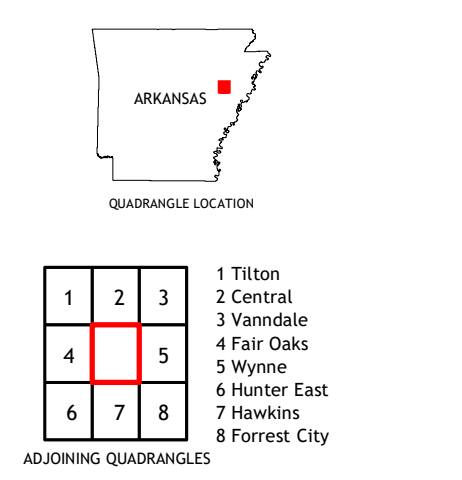 ARKANSAS
QUADRANGLE LOCATION
1 2 3
4 5
6 7 8
ADJOINING QUADRANGLES
1 Tilton
2 Central
3 Vanndale
4 Fair Oaks
5 Wynne
6 Hunter East
7 Hawkins
8 Forrest City